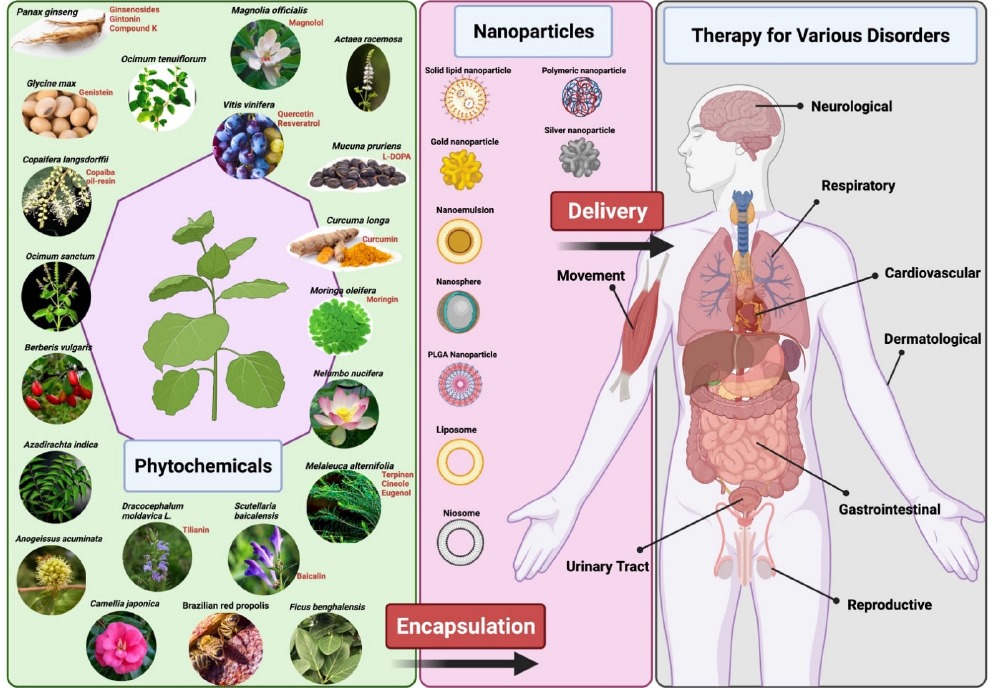 Panax ginseng
Ginsenosides
Gintonin
Compound K
Magnolia officialis
Magnolol
Actaea racemosa
Ocimum tenuiflorum
Glycine max
Genistein
Vitis vinifera
Quercetin
Resveratrol
Mucuna pruriens
L-DOPA
Copaifera langsdorffii
Copaiba
oil-resin
Curcuma longa
Curcumin
Ocimum sanctum
Moringa oleifera
Moringin
Berberis vulgaris
Nelumbo nucifera
Azadirachta indica
Phytochemicals
Melaleuca alternifolia
Terpinen
Cineole
Eugenol
Dracocephalum
moldavica L.
Tilianin
Scutellaria
baicalensis
Baicalin
Anogeissus acuminata
Camellia japonica
Brazilian red propolis
Ficus benghalensis
Encapsulation
Nanoparticles
Solid lipid nanoparticle
Polymeric nanoparticle
Gold nanoparticle
Silver nanoparticle
Nanoemulsion
Nanosphere
PLGA Nanoparticle
Liposome
Niosome
Delivery
Therapy for Various Disorders
Neurological
Respiratory
Movement
Cardiovascular
Dermatological
Gastrointestinal
Urinary Tract
Reproductive